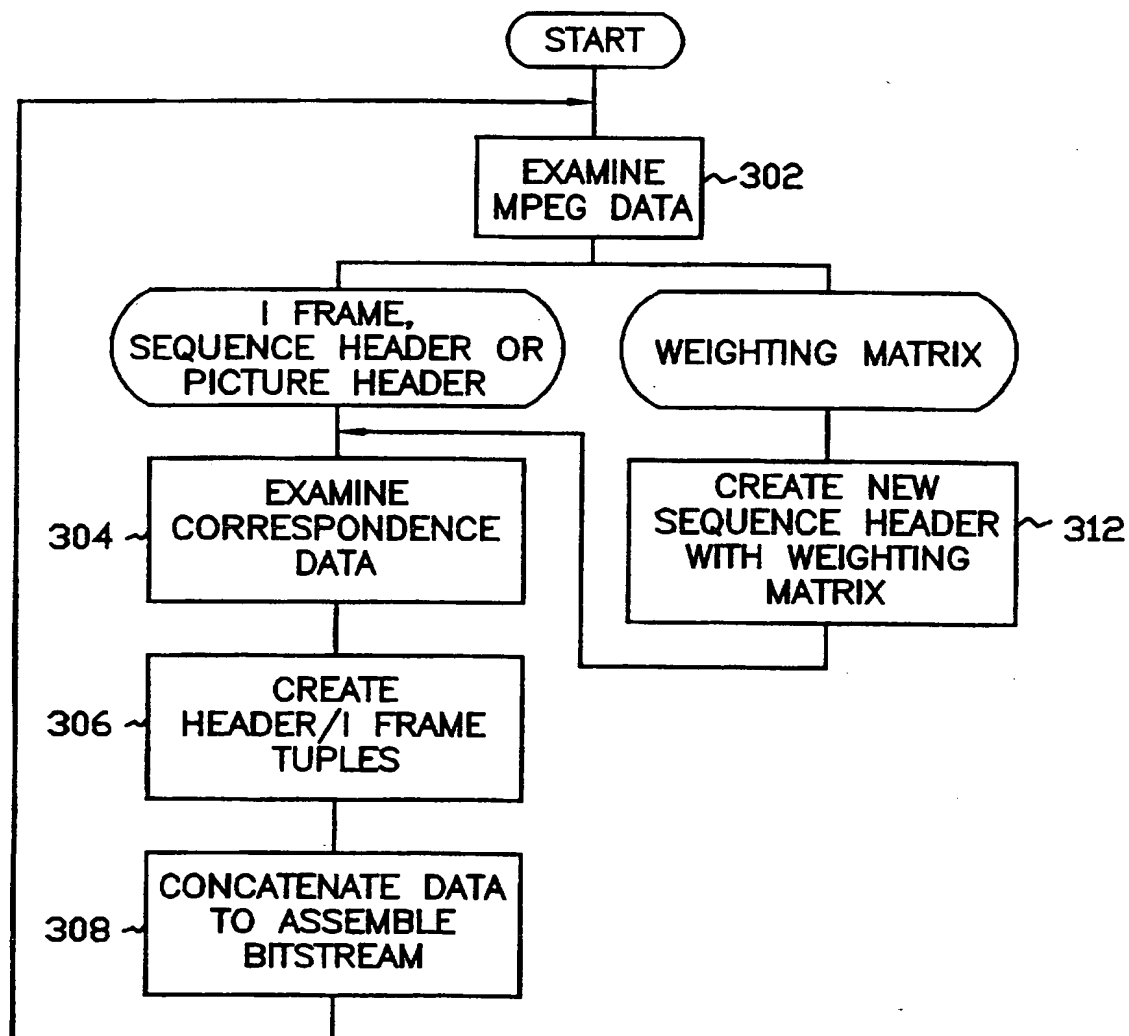 START
EXAMINE
MPEG DATA
302
I FRAME,
SEQUENCE HEADER OR
PICTURE HEADER
WEIGHTING MATRIX
EXAMINE
CORRESPONDENCE
DATA
304
CREATE NEW
SEQUENCE HEADER
WITH WEIGHTING
MATRIX
312
CREATE
HEADER/I FRAME
TUPLES
306
CONCATENATE DATA
TO ASSEMBLE
BITSTREAM
308